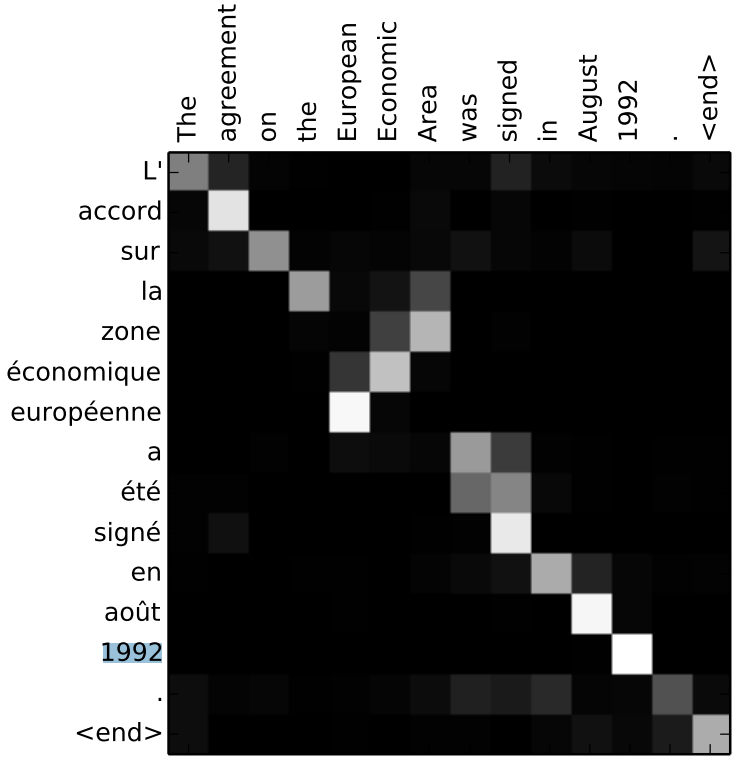 The agreement on the European Economic Area was signed in August 1992 . <end>
L'
accord
sur
la
zone
économique
européenne
a
été
signé
en
août
1992
.
<end>